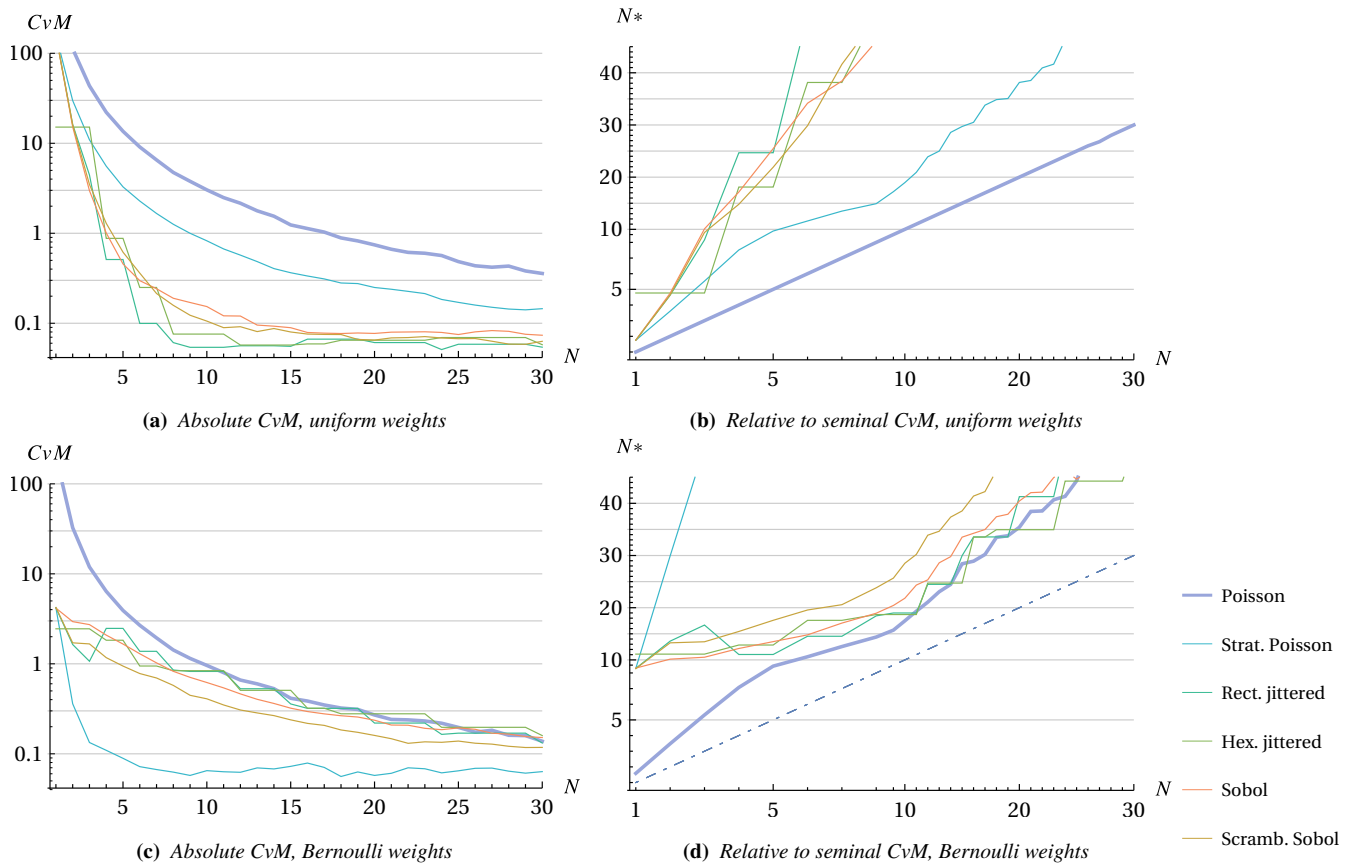 CvM
100
10
1
0.1
5
10
15
20
25
30
N
(a) Absolute CvM, uniform weights
N*
40
30
20
10
5
1
5
10
20
30
N
(b) Relative to seminal CvM, uniform weights
CvM
100
10
1
0.1
5
10
15
20
25
30
N
(c) Absolute CvM, Bernoulli weights
N*
40
30
20
10
5
1
5
10
20
30
N
(d) Relative to seminal CvM, Bernoulli weights
Poisson
Strat. Poisson
Rect. jittered
Hex. jittered
Sobol
Scramb. Sobol